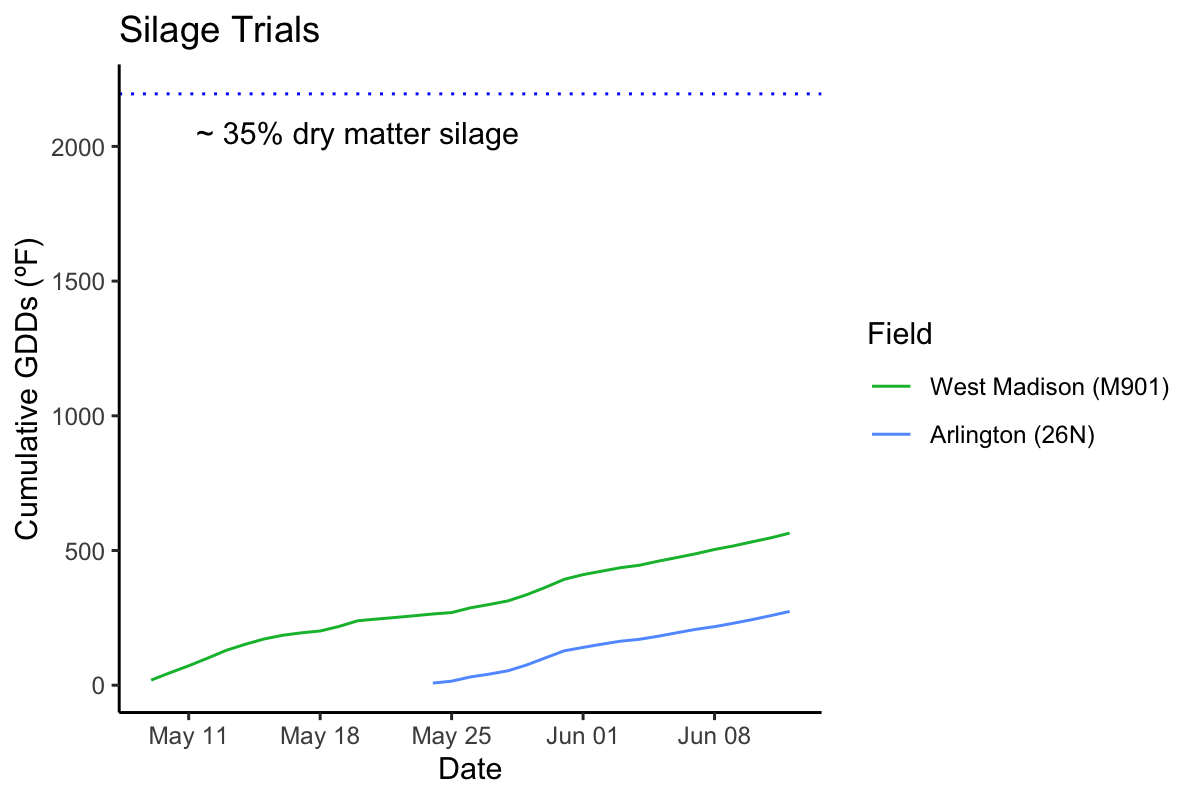 Silage Trials
~ 35% dry matter silage
Cumulative GDDs (ºF)
2000
1500
1000
500
0
May 11 May 18 May 25 Jun 01 Jun 08
Date
Field
West Madison (M901)
Arlington (26N)